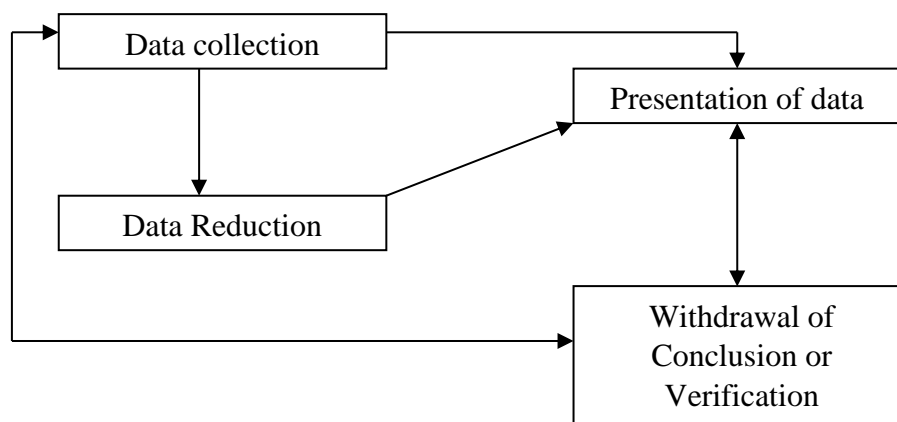 Data collection
Presentation of data
Data Reduction
Withdrawal of
Conclusion or
Verification